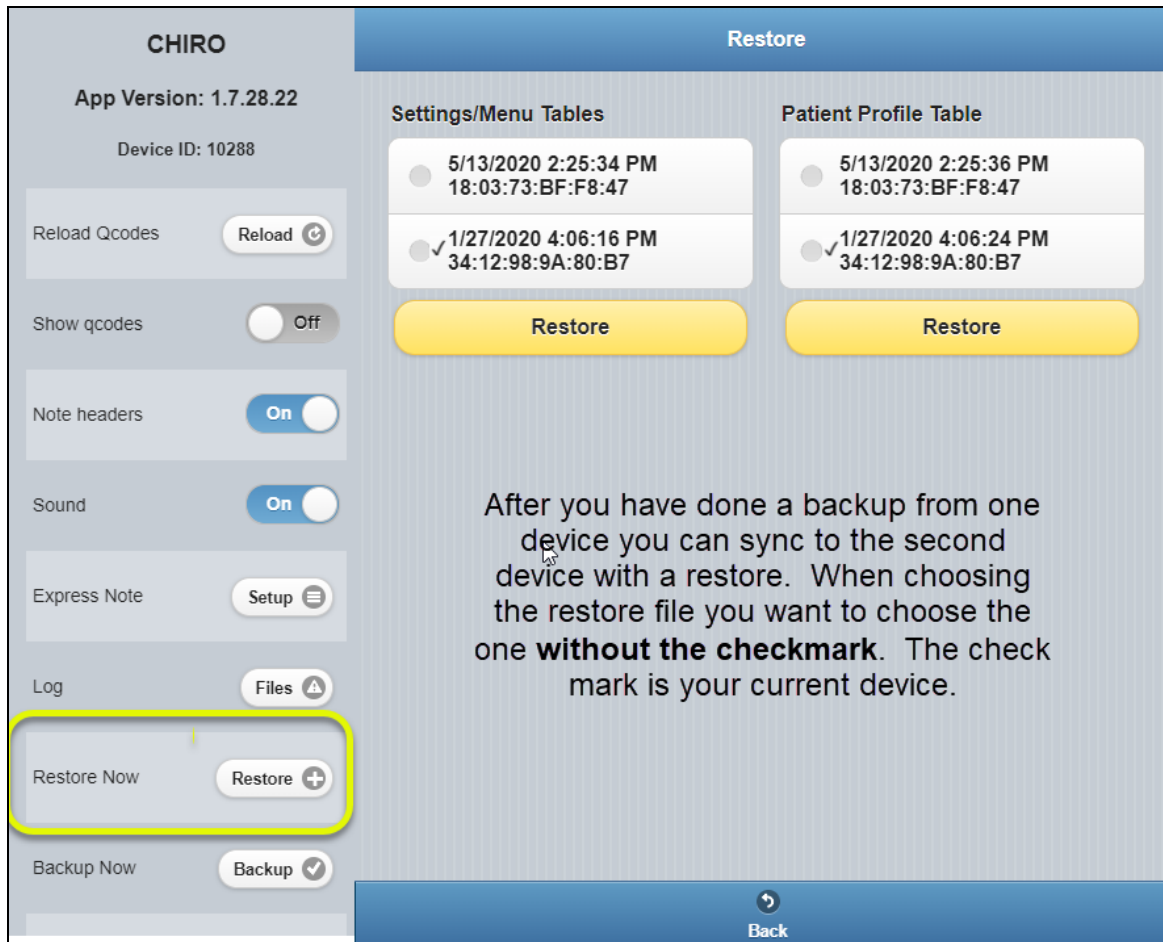 CHIRO
App Version: 1.7.28.22
Device ID: 10288
Reload Qcodes
Reload
Show qcodes
Off
Note headers
On
Sound
On
Express Note
Setup
Log
Files
Restore Now
Restore
Backup Now
Backup
Restore
Settings/Menu Tables
5/13/2020 2:25:34 PM
18:03:73:BF:F8:47
1/27/2020 4:06:16 PM
34:12:98:9A:80:B7
Restore
Patient Profile Table
5/13/2020 2:25:36 PM
18:03:73:BF:F8:47
1/27/2020 4:06:24 PM
34:12:98:9A:80:B7
Restore
After you have done a backup from one
device you can sync to the second
device with a restore. When choosing
the restore file you want to choose the
one without the checkmark. The check
mark is your current device.
Back